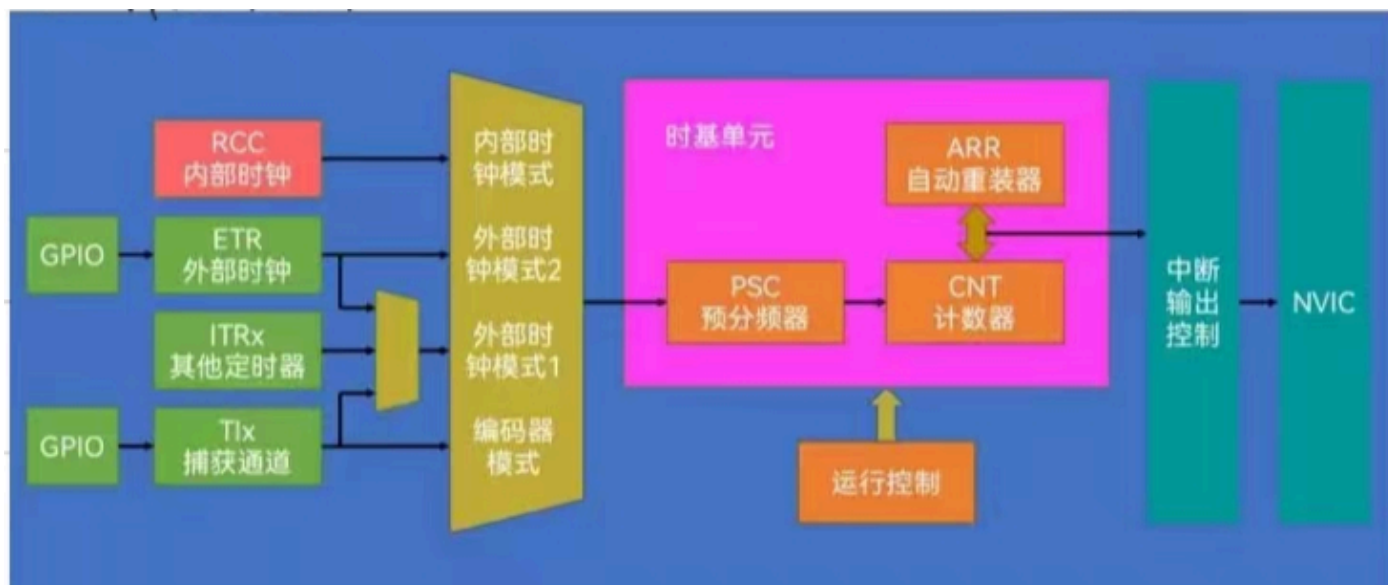 RCC
内部时钟
GPIO
ETR
外部时钟
ITRx
其他定时器
GPIO
TIx
捕获通道
内部时
钟模式
外部时
钟模式2
外部时
钟模式1
编码器
模式
时基单元
ARR
自动重装器
PSC
预分频器
CNT
计数器
运行控制
中断
输出
控制
NVIC